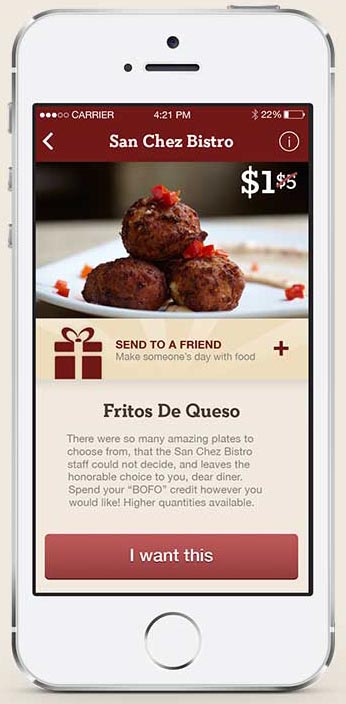 CARRIER 4:21 PM 22%
San Chez Bistro
$1 $5
SEND TO A FRIEND
Make someone's day with food
Fritos De Queso
There were so many amazing plates to
choose from, that the San Chez Bistro
staff could not decide, and leaves the
honorable choice to you, dear diner.
Spend your “BOFO” credit however you
would like! Higher quantities available.
I want this